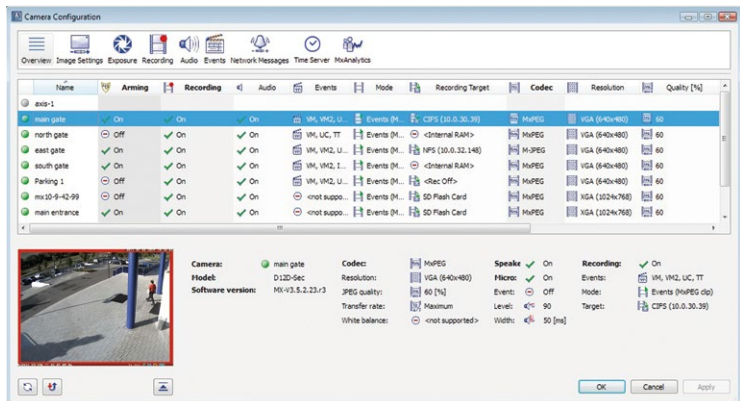 Camera Configuration
Overview Image Settings Exposure Recording Audio Events Network Messages Time Server MxAnalytics
Name Arming Recording Audio Events Mode Recording Target Codec Resolution Quality [%]
axis-1
main gate On On On VM, VM2, U... Events (M... CIFS (10.0.30.39) MxPEG VGA (640x480) 60
north gate Off On On VM, UC, TT Events (M... <Internal RAM> MxPEG VGA (640x480) 60
east gate On On On VM, VM2, U... Events (M... NFS (10.0.32.148) M-JPEG VGA (640x480) 60
south gate On On On VM, VM2, I... Events (M... <Internal RAM> MxPEG VGA (640x480) 60
Parking 1 Off On On VM, VM2, U... Events (M... <Rec Off> MxPEG VGA (640x480) 60
mx10-9-42-99 Off On On <not suppo... Events (M... SD Flash Card MxPEG XGA (1024x768) 60
main entrance On On On <not suppo... Events (M... SD Flash Card MxPEG XGA (1024x768) 60
Camera: main gate Codec: MxPEG Speake On Recording: On
Model: D12D-Sec Resolution: VGA (640x480) Micro: On Events: VM, VM2, UC, TT
Software version: MX-V3.5.2.23.r3 JPEG quality: 60 [%] Event: Off Mode: Events (MxPEG clip)
Transfer rate: Maximum Level: 90 Target: CIFS (10.0.30.39)
White balance: <not supported> Width: 50 [ms]
OK Cancel Apply